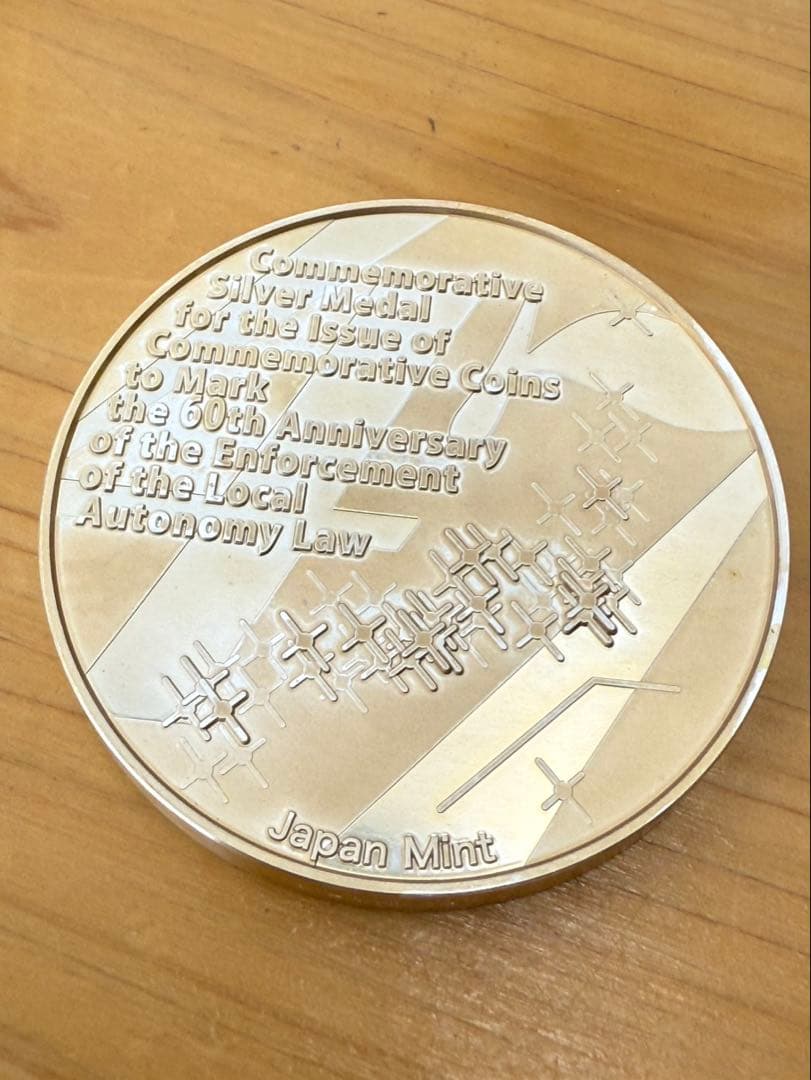 Commemorative
Silver Medal
for the Issue of
Commemorative Coins
to Mark
the 60th Anniversary
of the Enforcement
of the Local
Autonomy Law
Japan Mint